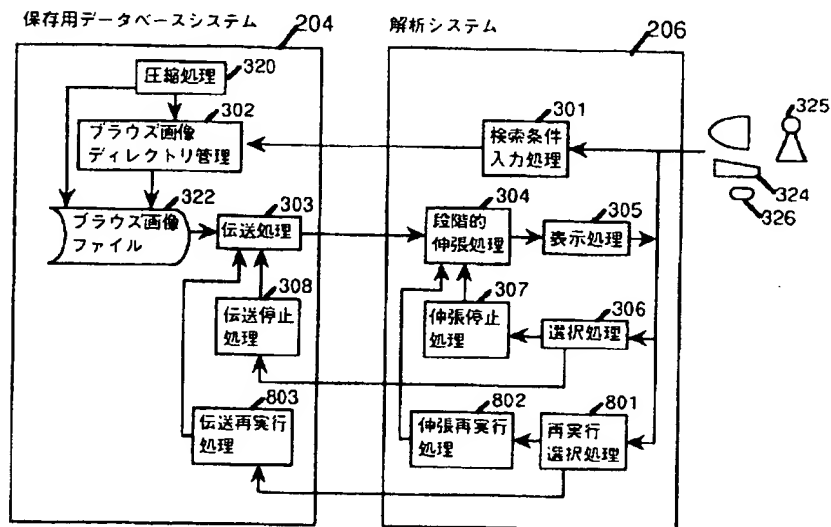 保存用データベースシステム
204
解析システム
206
圧縮処理
320
302
ブラウズ画像
ディレクトリ管理
301
検索条件
入力処理
325
324
326
322
ブラウズ画像
ファイル
303
伝送処理
304
段階的
伸張処理
305
表示処理
308
伝送停止
処理
307
伸張停止
処理
306
選択処理
803
伝送再実行
処理
802
伸張再実行
処理
801
再実行
選択処理